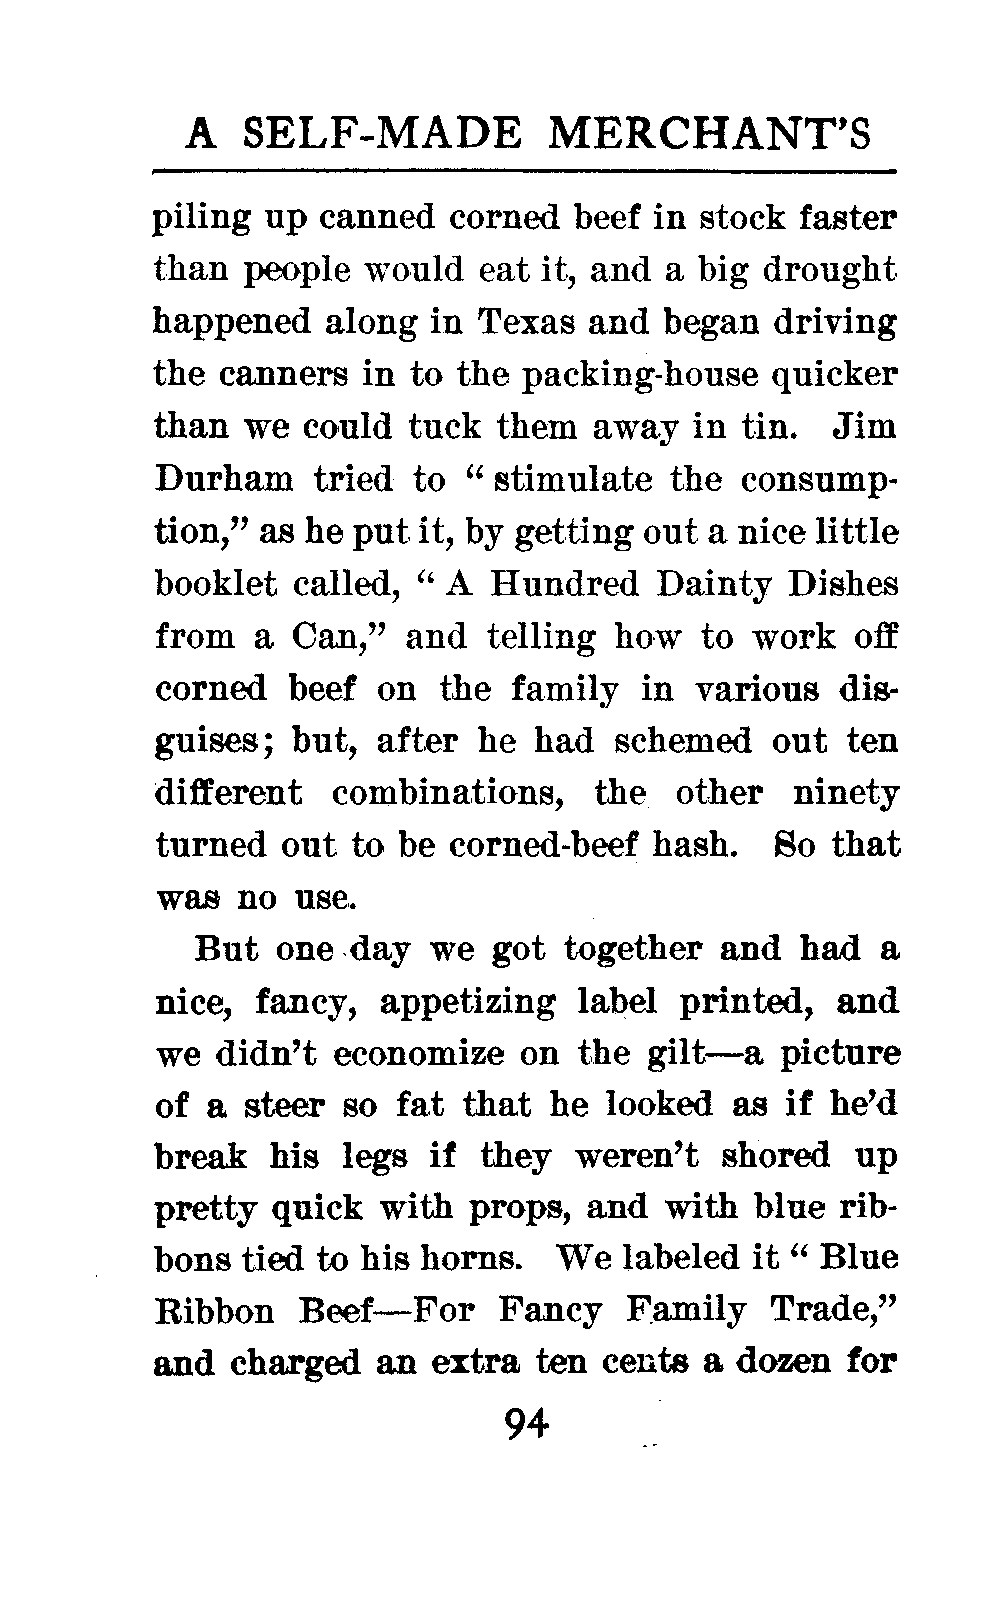 A SELF-MADE MERCHANT'S
piling up canned corned beef in stock faster
than people would eat it, and a big drought
happened along in Texas and began driving
the canners in to the packing-house quicker
than we could tuck them away in tin. Jim
Durham tried to “ stimulate the consump-
tion,” as he put it, by getting out a nice little
booklet called, “ A Hundred Dainty Dishes
from a Can,” and telling how to work off
corned beef on the family in various dis-
guises; but, after he had schemed out ten
different combinations, the other ninety
turned out to be corned-beef hash. So that
was no use.
But one day we got together and had a
nice, fancy, appetizing label printed, and
we didn’t economize on the gilt—a picture
of a steer so fat that he looked as if he’d
break his legs if they weren’t shored up
pretty quick with props, and with blue rib-
bons tied to his horns. We labeled it “ Blue
Ribbon Beef—For Fancy Family Trade,”
and charged an extra ten cents a dozen for
94